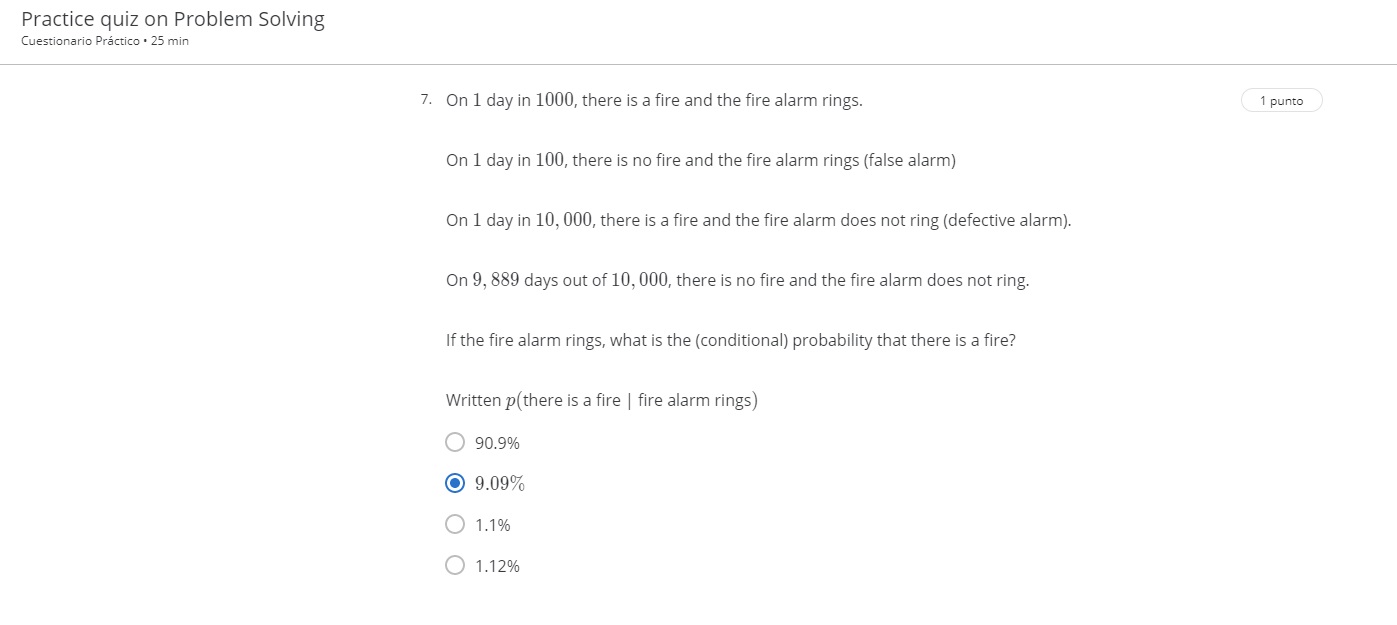 Practice quiz on Problem Solving
Cuestionario Práctico • 25 min
7. On 1 day in 1000, there is a fire and the fire alarm rings.
1 punto
On 1 day in 100, there is no fire and the fire alarm rings (false alarm)
On 1 day in 10, 000, there is a fire and the fire alarm does not ring (defective alarm).
On 9, 889 days out of 10, 000, there is no fire and the fire alarm does not ring.
If the fire alarm rings, what is the (conditional) probability that there is a fire?
Written p(there is a fire | fire alarm rings)
90.9%
9.09%
1.1%
1.12%